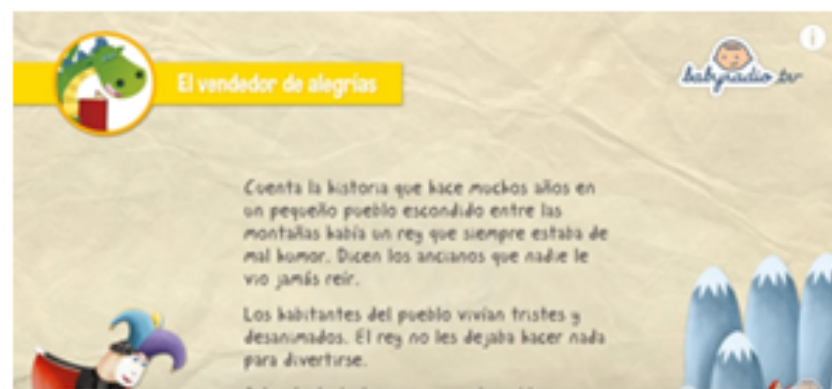 El vendedor de alegrías
babyradio.tv
Cuenta la historia que hace muchos años en
un pequeño pueblo escondido entre las
montañas había un rey que siempre estaba de
mal humor. Dicen los ancianos que nadie le
vio jamás reír.
Los habitantes del pueblo vivían tristes y
desanimados. El rey no les dejaba hacer nada
para divertirse.